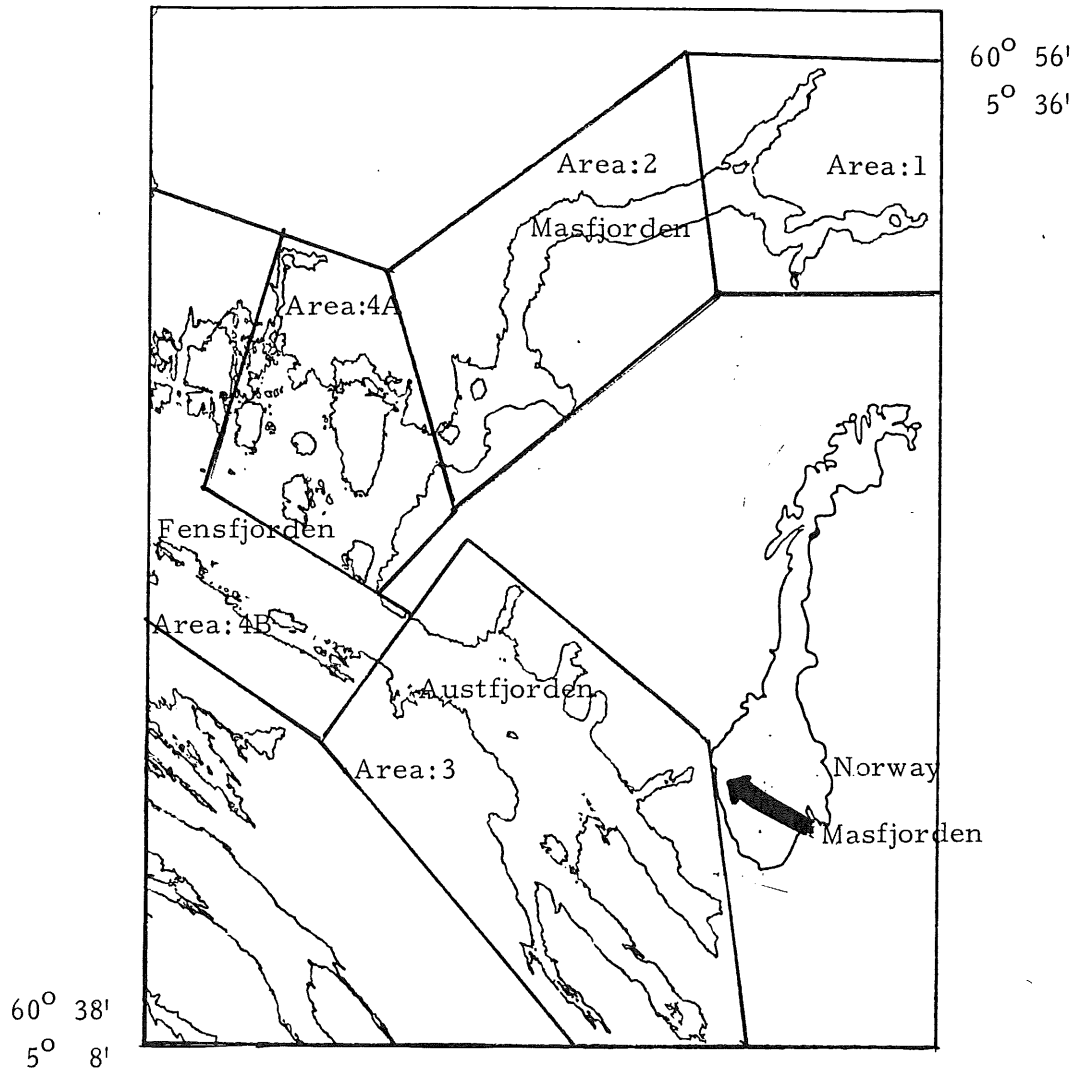 60° 56'
5° 36'
Area:2
Area:1
Masfjorden
Area:4A
Fensfjorden
Area:4B
Austfjorden
Area:3
Norway
Masfjorden
60° 38'
5° 8'